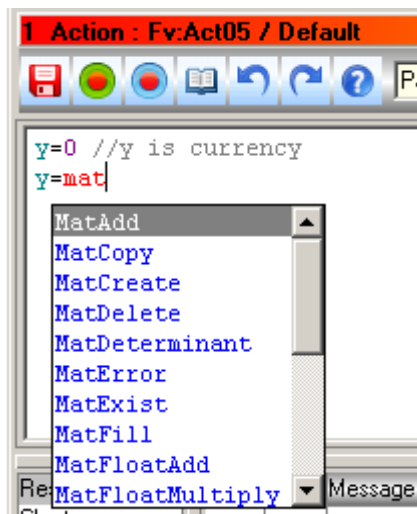 1 Action : Fv:Act05 / Default
y=0 //y is currency
y=mat
MatAdd
MatCopy
MatCreate
MatDelete
MatDeterminant
MatError
MatExist
MatFill
MatFloatAdd
MatFloatMultiply
Message